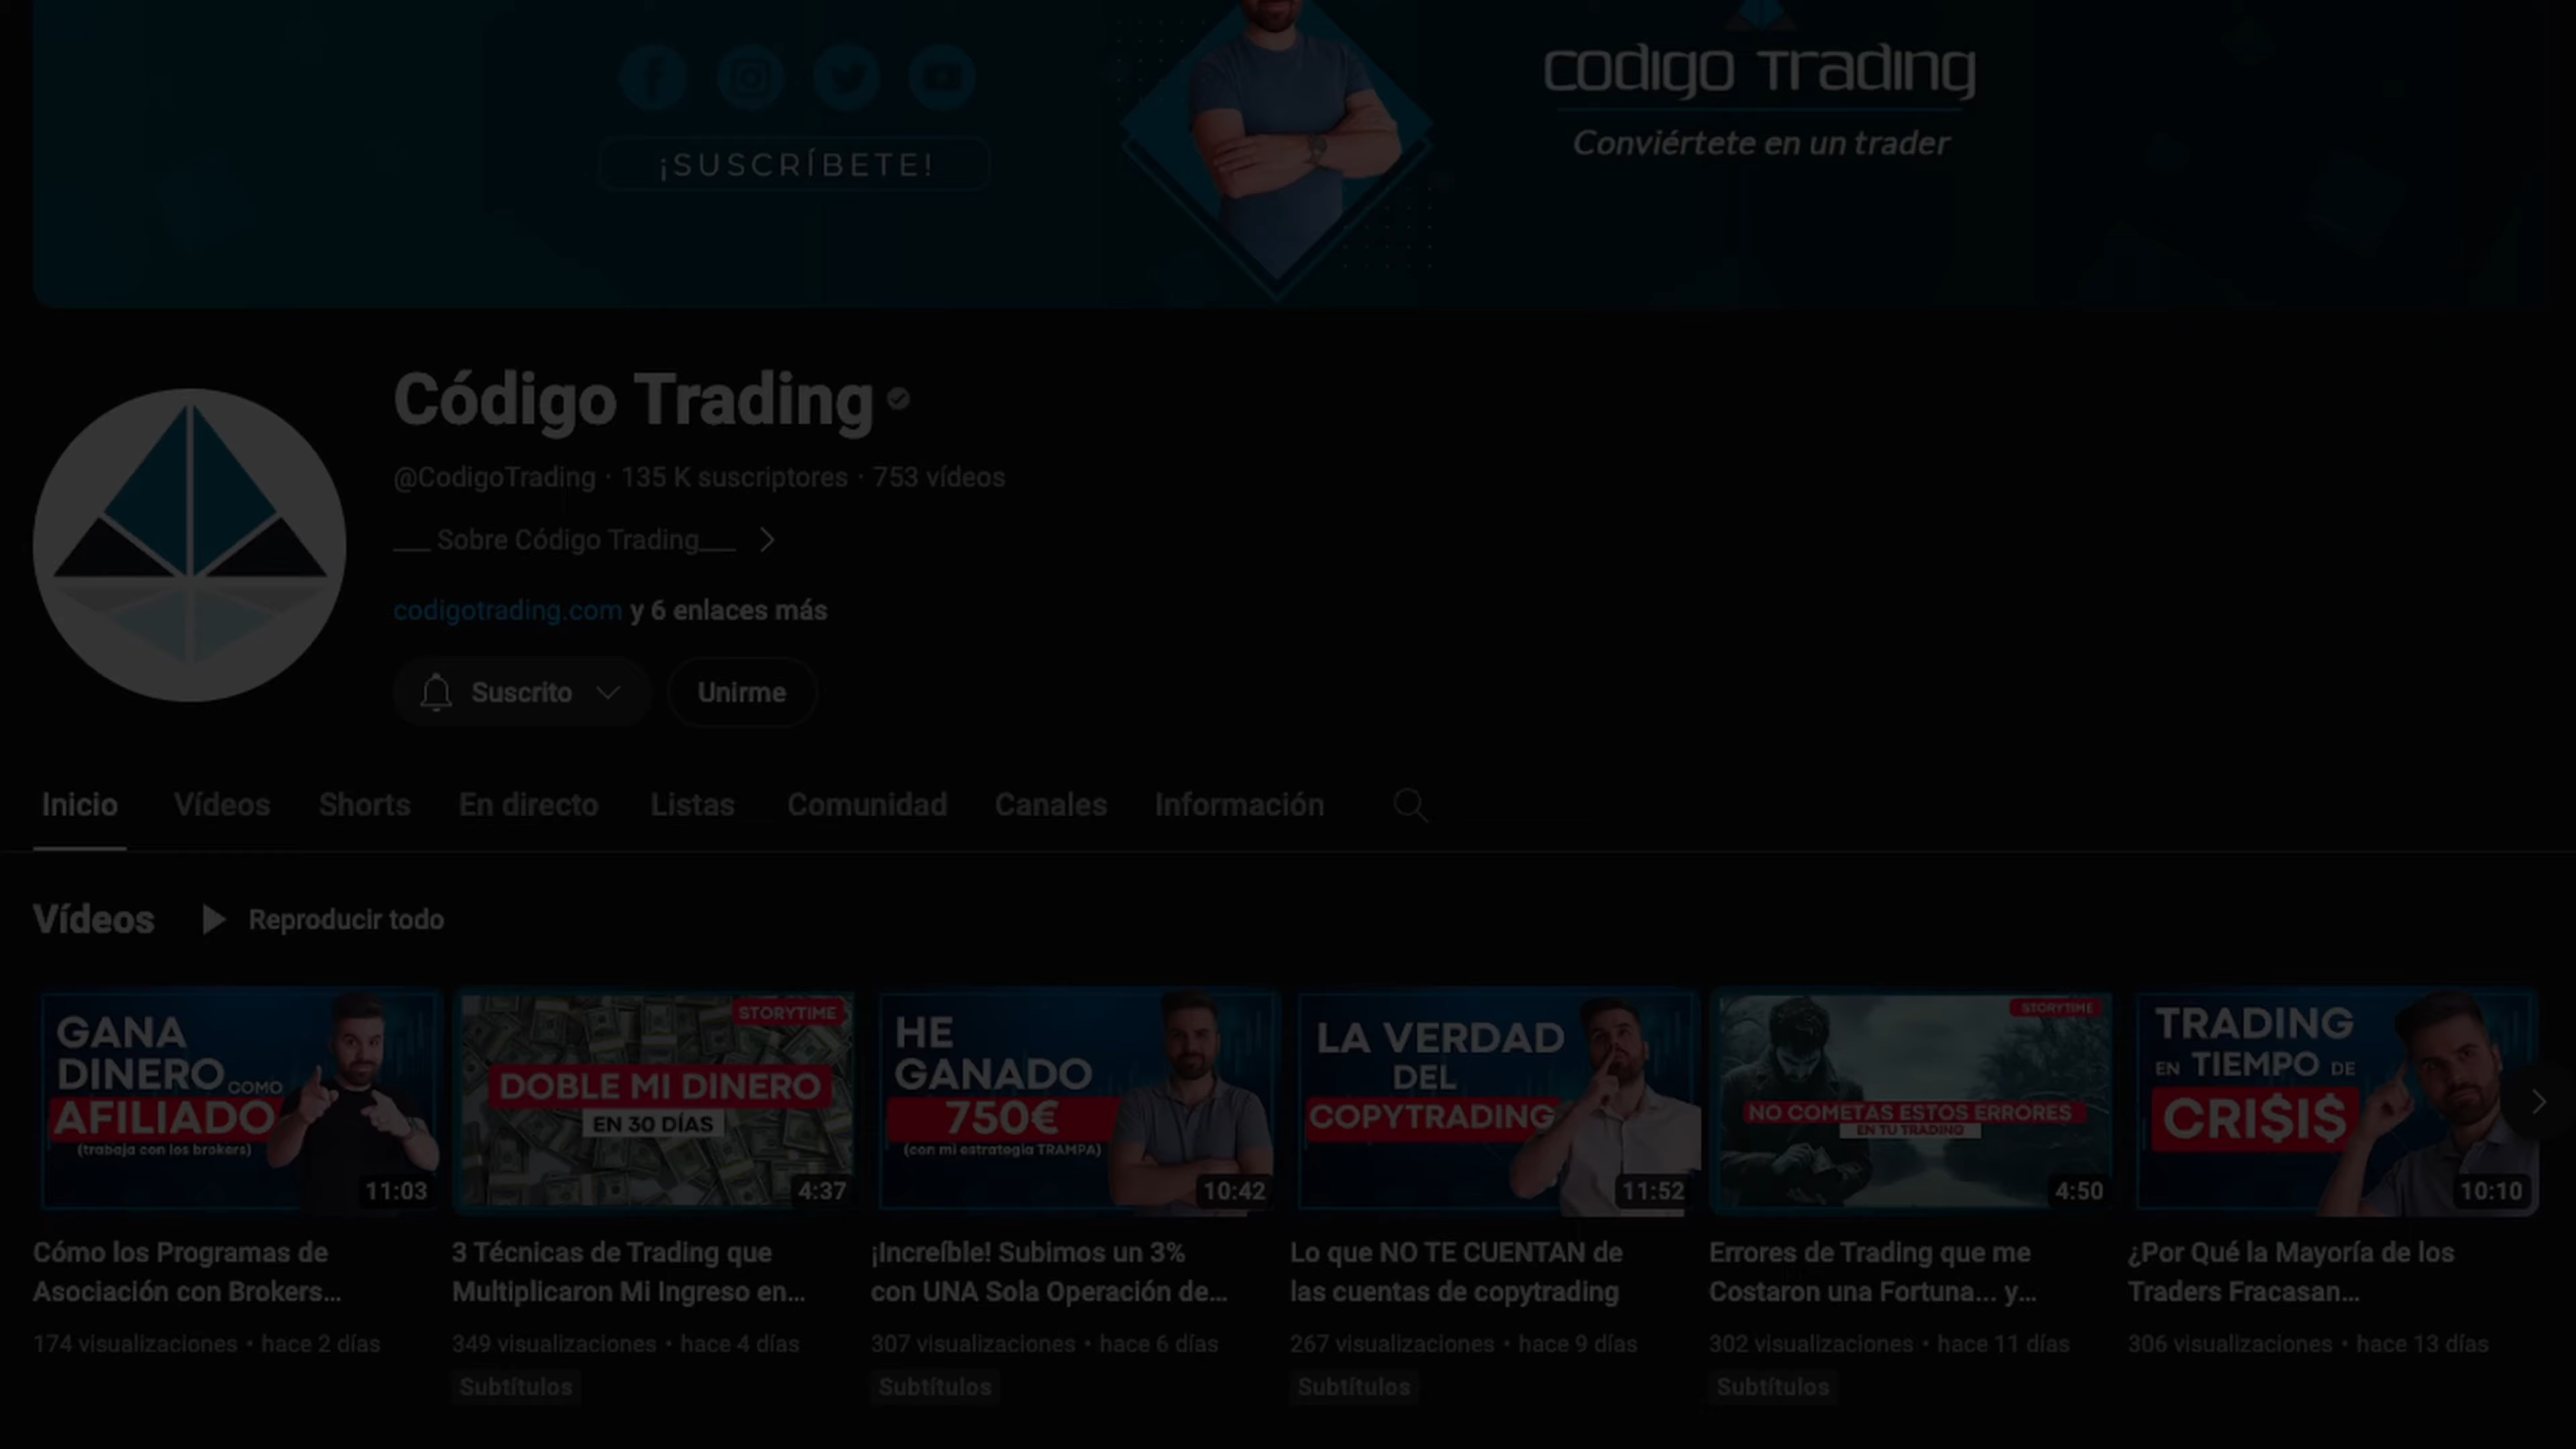 codigo Trading
¡SUSCRÍBETE!
Conviértete en un trader
Código Trading
@CodigoTrading · 135 K suscriptores · 753 vídeos
___ Sobre Código Trading___
codigotrading.com y 6 enlaces más
Suscrito
Unirme
Inicio Vídeos Shorts En directo Listas Comunidad Canales Información
Vídeos Reproducir todo
GANA
DINERO COMO
AFILIADO
(trabaja con los brokers)
11:03
STORYTIME
DOBLE MI DINERO
EN 30 DÍAS
4:37
HE
GANADO
750€
(con mi estrategia TRAMPA)
10:42
LA VERDAD
DEL
COPYTRADING
11:52
STORYTIME
NO COMETAS ESTOS ERRORES
EN TU TRADING
4:50
TRADING
EN TIEMPO DE
CRI$I$
10:10
Cómo los Programas de
Asociación con Brokers...
174 visualizaciones • hace 2 días
3 Técnicas de Trading que
Multiplicaron Mi Ingreso en...
349 visualizaciones • hace 4 días
Subtítulos
¡Increíble! Subimos un 3%
con UNA Sola Operación de...
307 visualizaciones • hace 6 días
Subtítulos
Lo que NO TE CUENTAN de
las cuentas de copytrading
267 visualizaciones • hace 9 días
Subtítulos
Errores de Trading que me
Costaron una Fortuna... y...
302 visualizaciones • hace 11 días
Subtítulos
¿Por Qué la Mayoría de los
Traders Fracasan...
306 visualizaciones • hace 13 días